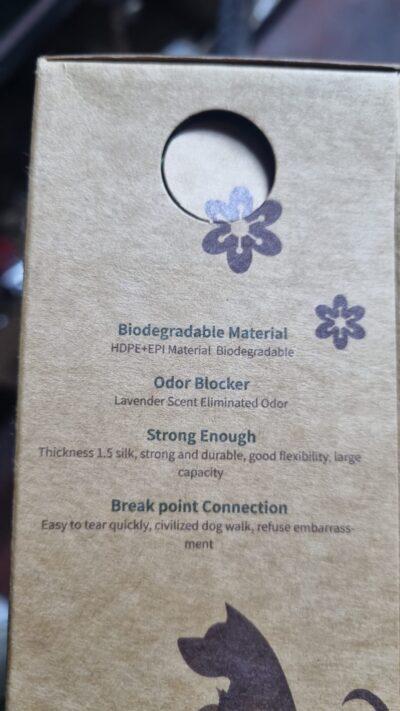 Biodegradable Material
HDPE+EPI Material Biodegradable
Odor Blocker
Lavender Scent Eliminated Odor
Strong Enough
Thickness 1.5 silk, strong and durable, good flexibility, large
capacity
Break point Connection
Easy to tear quickly, civilized dog walk, refuse embarrass-
ment